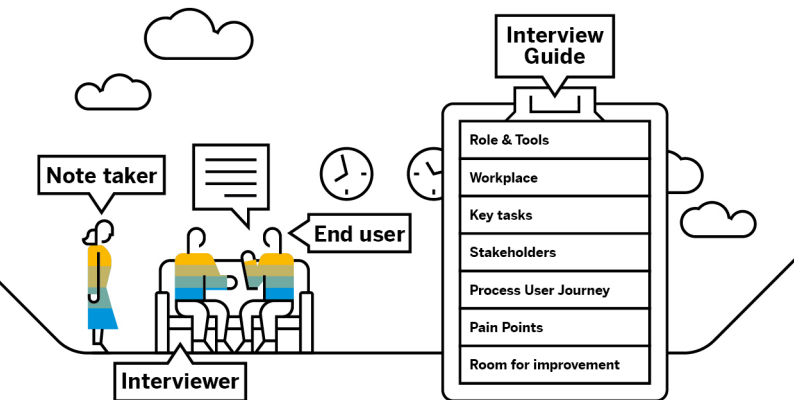 Interview
Guide
Note taker
End user
Interviewer
Role & Tools
Workplace
Key tasks
Stakeholders
Process User Journey
Pain Points
Room for improvement